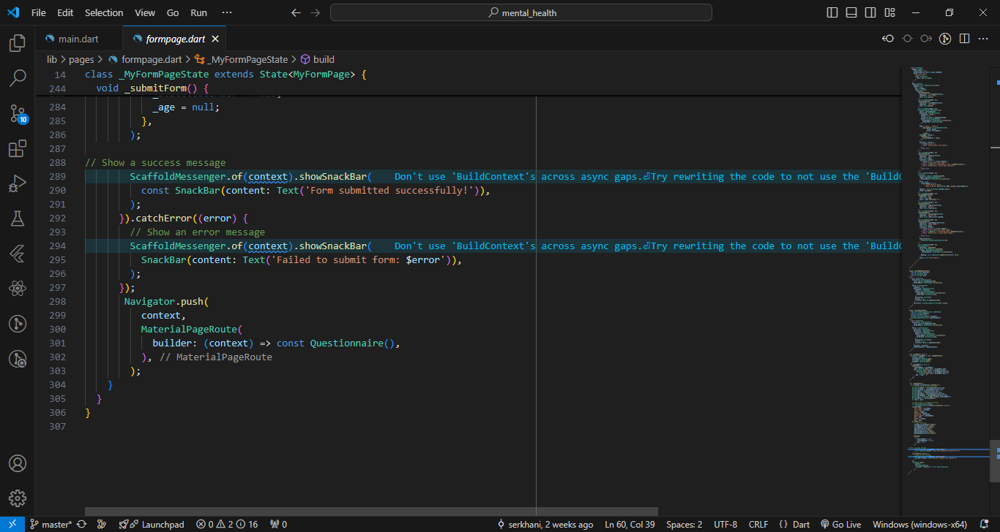 File Edit Selection View Go Run ···
mental_health
main.dart
formpage.dart
lib > pages > formpage.dart > _MyFormPageState > build
14 class _MyFormPageState extends State<MyFormPage> {
244 void _submitForm() {
284 _age = null;
285 },
286 );
287
288 // Show a success message
289 ScaffoldMessenger.of(context).showSnackBar( Don't use 'BuildContext's across async gaps.⏎Try rewriting the code to not use the 'BuildC
290 const SnackBar(content: Text('Form submitted successfully!')),
291 );
292 }).catchError((error) {
293 // Show an error message
294 ScaffoldMessenger.of(context).showSnackBar( Don't use 'BuildContext's across async gaps.⏎Try rewriting the code to not use the 'BuildC
295 SnackBar(content: Text('Failed to submit form: $error')),
296 );
297 });
298 Navigator.push(
299 context,
300 MaterialPageRoute(
301 builder: (context) => const Questionnaire(),
302 ), // MaterialPageRoute
303 );
304 }
305 }
306 }
307
10
master* Launchpad 0 2 16 0 serkhani, 2 weeks ago Ln 60, Col 39 Spaces: 2 UTF-8 CRLF {} Dart Go Live Windows (windows-x64)